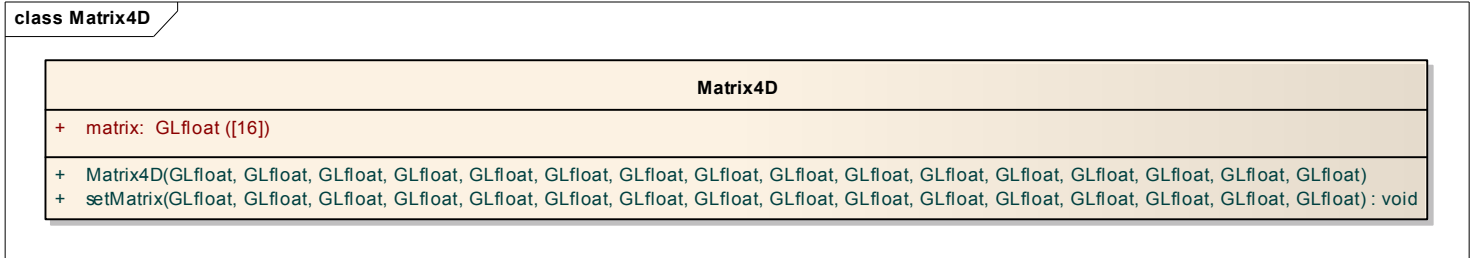 class Matrix4D
Matrix4D
+ matrix: GLfloat ([16])
+ Matrix4D(GLfloat, GLfloat, GLfloat, GLfloat, GLfloat, GLfloat, GLfloat, GLfloat, GLfloat, GLfloat, GLfloat, GLfloat, GLfloat, GLfloat, GLfloat, GLfloat)
+ setMatrix(GLfloat, GLfloat, GLfloat, GLfloat, GLfloat, GLfloat, GLfloat, GLfloat, GLfloat, GLfloat, GLfloat, GLfloat, GLfloat, GLfloat, GLfloat, GLfloat) : void